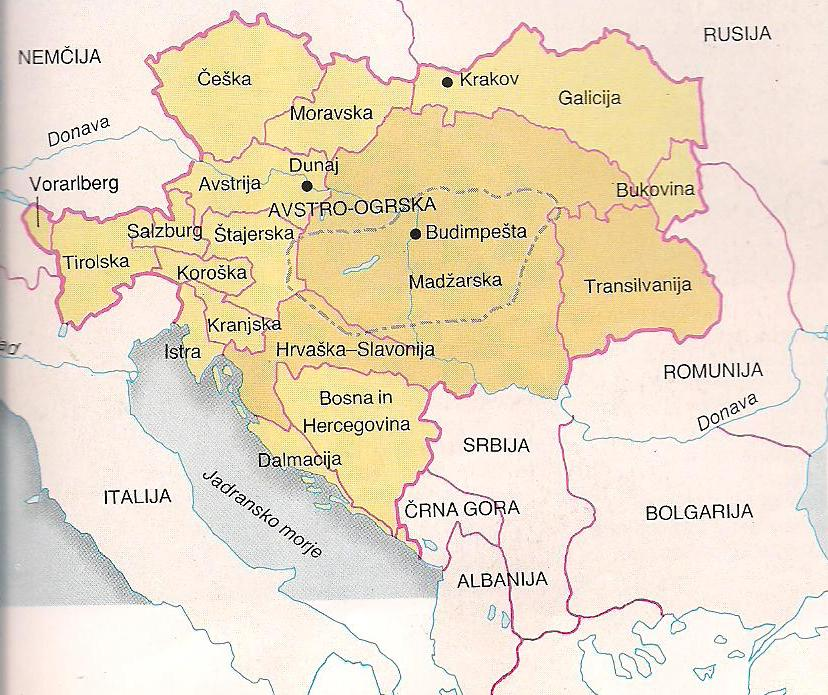 RUSIJA
NEMČIJA
Češka
Krakov
Galicija
Moravska
Donava
Dunaj
Vorarlberg
Avstrija
Bukovina
AVSTRO-OGRSKA
Salzburg
Štajerska
Budimpešta
Tirolska
Koroška
Madžarska
Transilvanija
Kranjska
Istra
Hrvaška–Slavonija
ROMUNIJA
Bosna in
Hercegovina
Donava
SRBIJA
Dalmacija
ITALIJA
Jadransko morje
ČRNA GORA
BOLGARIJA
ALBANIJA